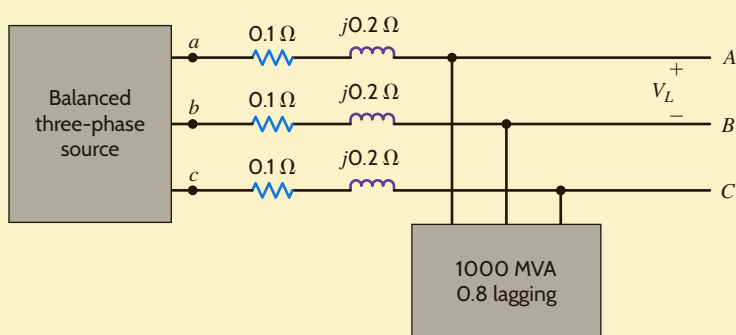 a
0.1 Ω
j0.2 Ω
A
+
V_L
−
Balanced
three-phase
source
b
0.1 Ω
j0.2 Ω
B
c
0.1 Ω
j0.2 Ω
C
1000 MVA
0.8 lagging